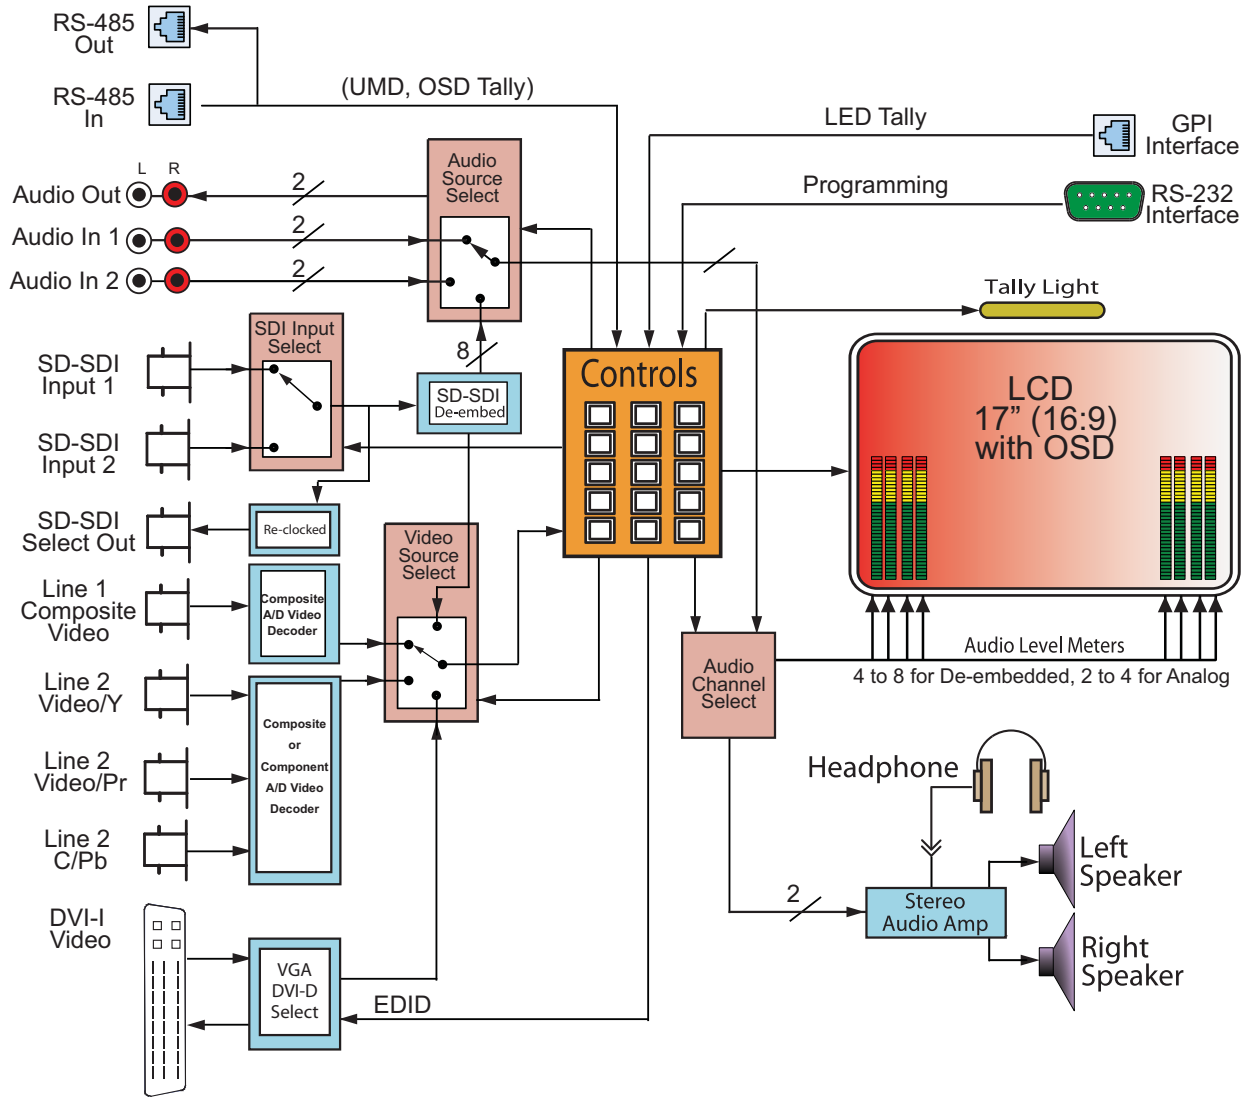 RS-485
Out
RS-485
In
(UMD, OSD Tally)
LED Tally
GPI
Interface
Programming
RS-232
Interface
L R
Audio Out
2
Audio In 1
2
Audio In 2
2
Audio
Source
Select
Tally Light
SDI Input
Select
8
SD-SDI
Input 1
SD-SDI
De-embed
Controls
LCD
17” (16:9)
with OSD
SD-SDI
Input 2
SD-SDI
Select Out
Re-clocked
Video
Source
Select
Line 1
Composite
Video
Composite
A/D Video
Decoder
Audio
Channel
Select
Audio Level Meters
4 to 8 for De-embedded, 2 to 4 for Analog
Line 2
Video/Y
Composite
or
Component
A/D Video
Decoder
Line 2
Video/Pr
Line 2
C/Pb
Headphone
Left
Speaker
2
Stereo
Audio Amp
Right
Speaker
DVI-I
Video
VGA
DVI-D
Select
EDID